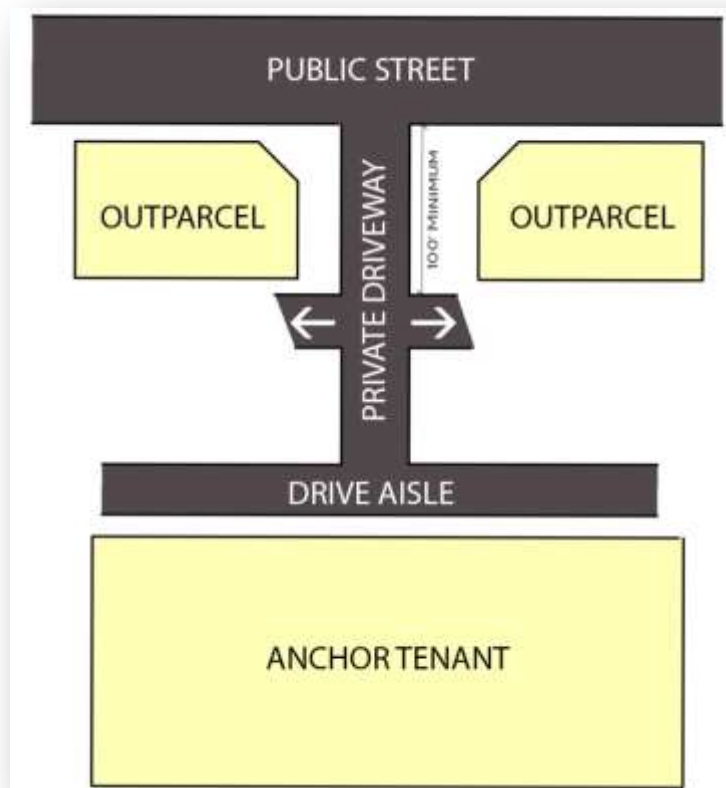 PUBLIC STREET
OUTPARCEL
PRIVATE DRIVEWAY
100' MINIMUM
OUTPARCEL
DRIVE AISLE
ANCHOR TENANT